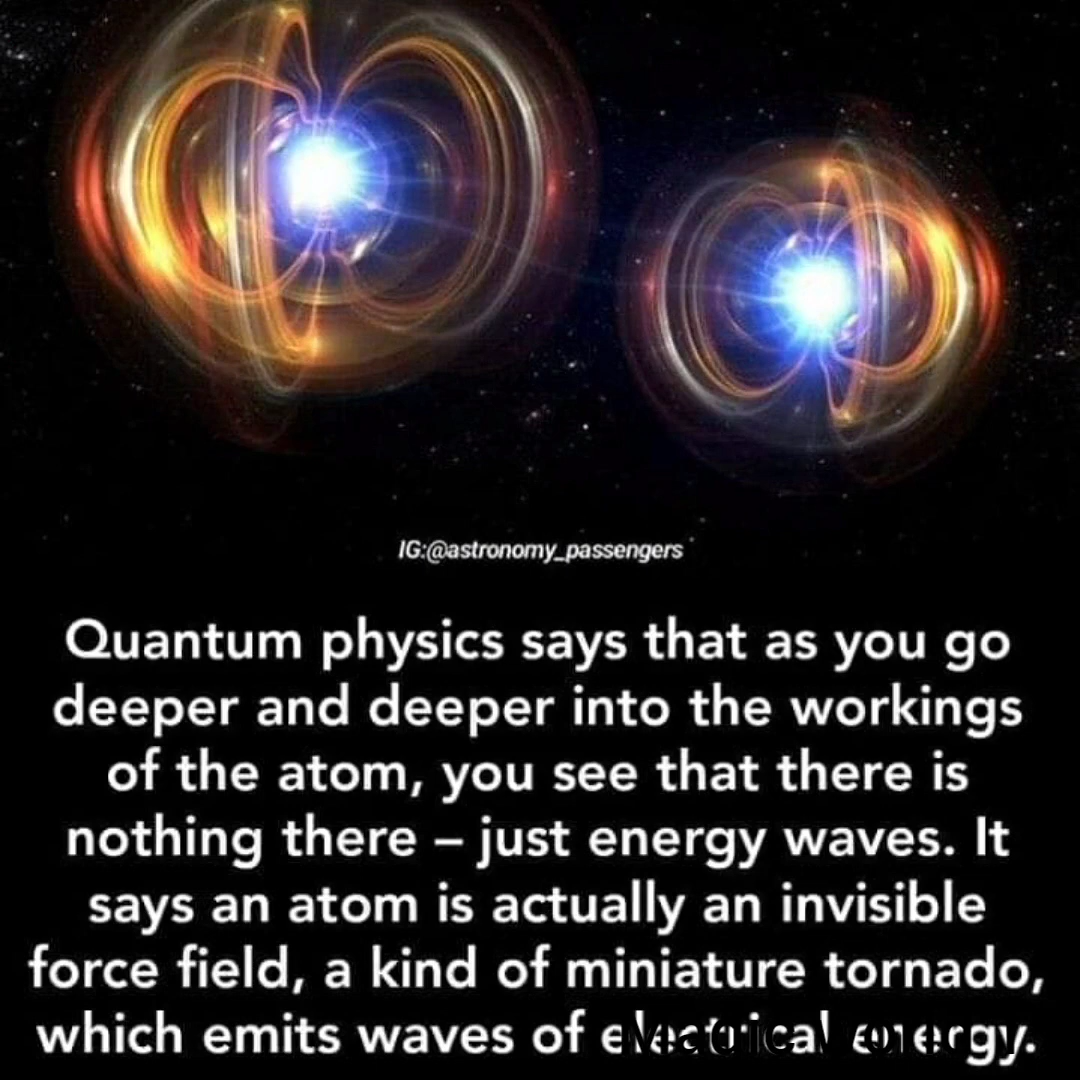 IG:@astronomy_passengers
Quantum physics says that as you go
deeper and deeper into the workings
of the atom, you see that there is
nothing there – just energy waves. It
says an atom is actually an invisible
force field, a kind of miniature tornado,
which emits waves of electrical energy.